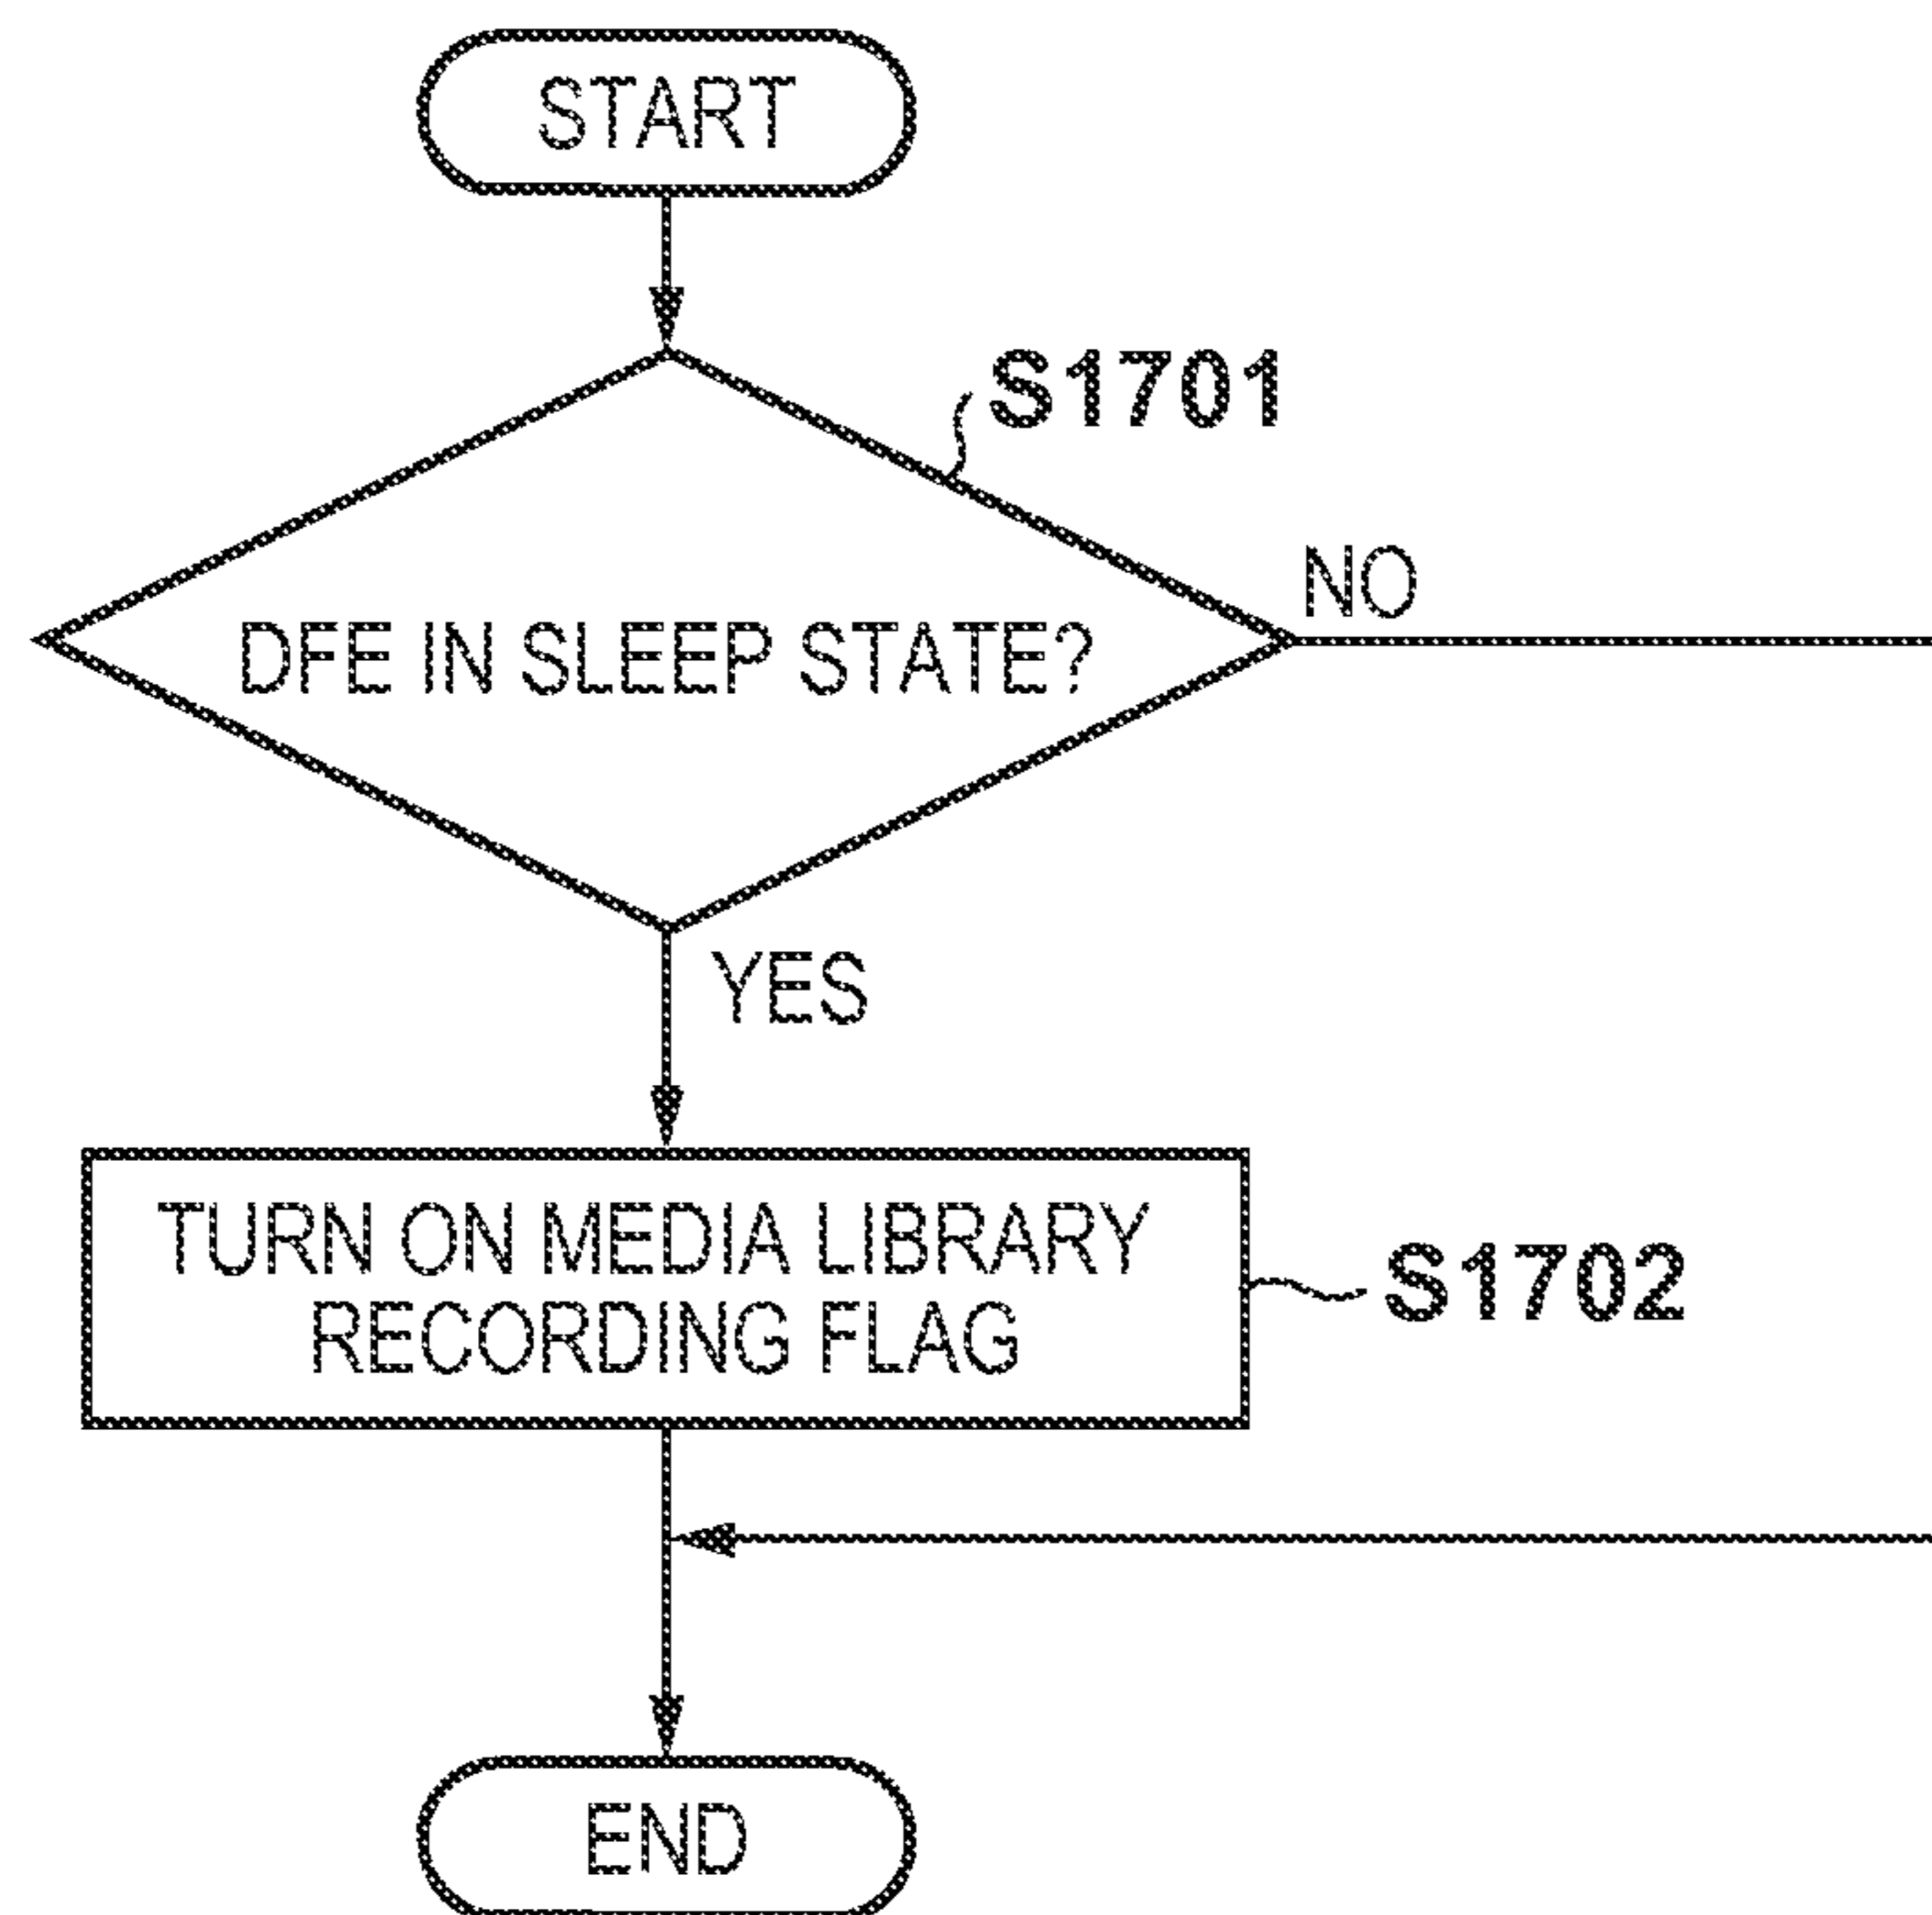 START
S1701
DFE IN SLEEP STATE?
NO
YES
TURN ON MEDIA LIBRARY
RECORDING FLAG
S1702
END